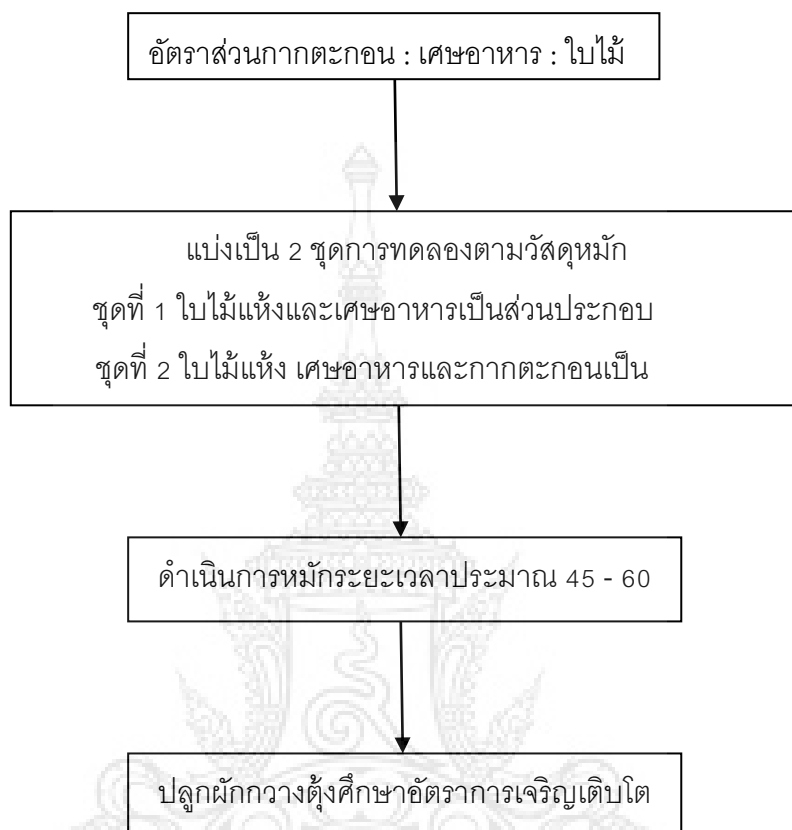 อัตราส่วนกากตะกอน : เศษอาหาร : ใบไม้
แบ่งเป็น 2 ชุดการทดลองตามวัสดุหมัก
ชุดที่ 1 ใบไม้แห้งและเศษอาหารเป็นส่วนประกอบ
ชุดที่ 2 ใบไม้แห้ง เศษอาหารและกากตะกอนเป็น
ดำเนินการหมักระยะเวลาประมาณ 45 - 60
ปลูกผักกวางตุ้งศึกษาอัตราการเจริญเติบโต